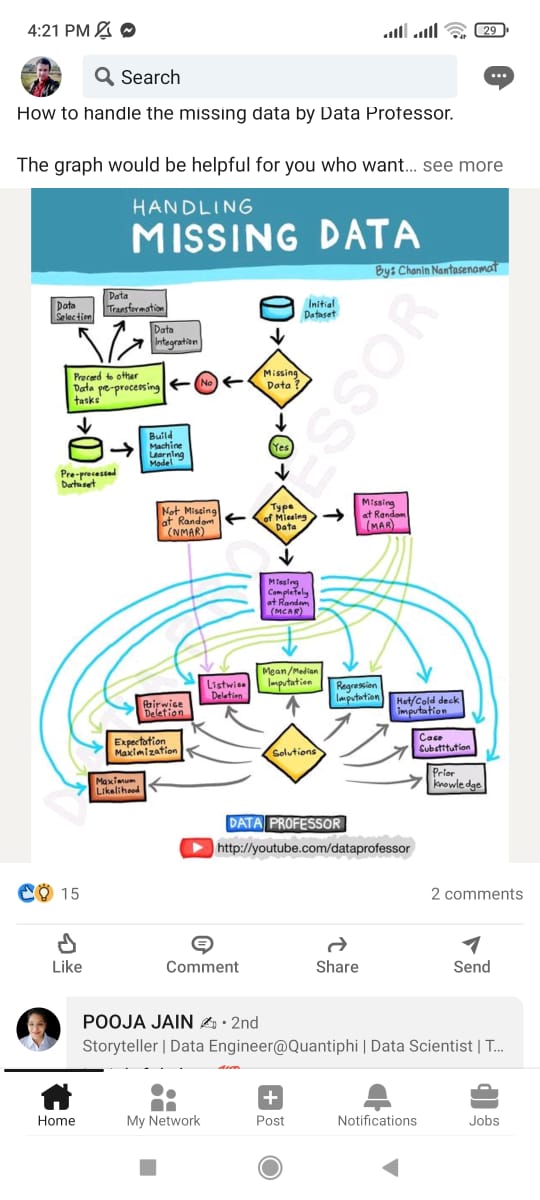 4:21 PM
29
Search
How to handle the missing data by Data Professor.
The graph would be helpful for you who want... see more
HANDLING
MISSING DATA
By: Chanin Nantasenamat
Data
Selection
Data
Transformation
Data
Integration
Initial
Dataset
Proceed to other
Data pre-processing
tasks
No
Missing
Data?
Yes
Pre-processed
Dataset
Build
Machine
Learning
Model
Not Missing
at Random
(NMAR)
Type
of Missing
Data
Missing
at Random
(MAR)
Missing
Completely
at Random
(MCAR)
Listwise
Deletion
Mean/Median
Imputation
Regression
Imputation
Pairwise
Deletion
Hot/Cold deck
imputation
Expectation
Maximization
Solutions
Case
Substitution
Maximum
Likelihood
Prior
knowledge
DATA PROFESSOR
http://youtube.com/dataprofessor
15
2 comments
Like
Comment
Share
Send
POOJA JAIN • 2nd
Storyteller | Data Engineer@Quantiphi | Data Scientist | T...
Home
My Network
Post
Notifications
Jobs